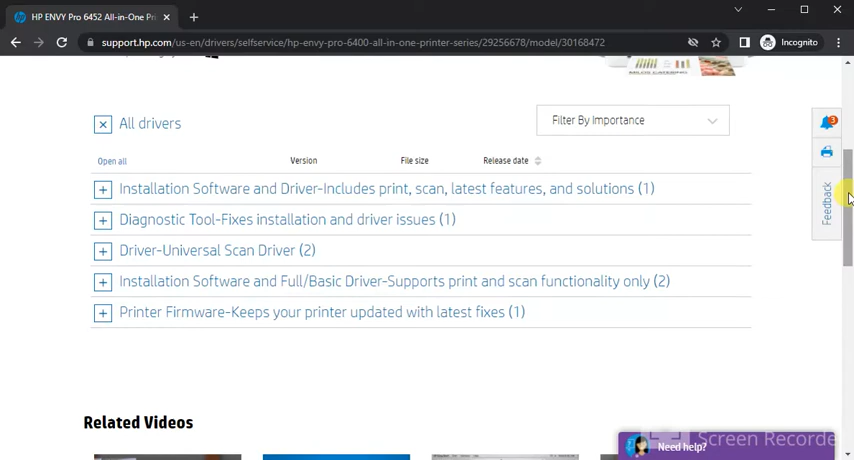 HP ENVY Pro 6452 All-in-One Pri
support.hp.com/us-en/drivers/selfservice/hp-envy-pro-6400-all-in-one-printer-series/29256678/model/30168472
Incognito
All drivers
Filter By Importance
3
Open all Version File size Release date
Installation Software and Driver-Includes print, scan, latest features, and solutions (1)
Diagnostic Tool-Fixes installation and driver issues (1)
Feedback
Driver-Universal Scan Driver (2)
Installation Software and Full/Basic Driver-Supports print and scan functionality only (2)
Printer Firmware-Keeps your printer updated with latest fixes (1)
Related Videos
Need help?
Screen Recorde